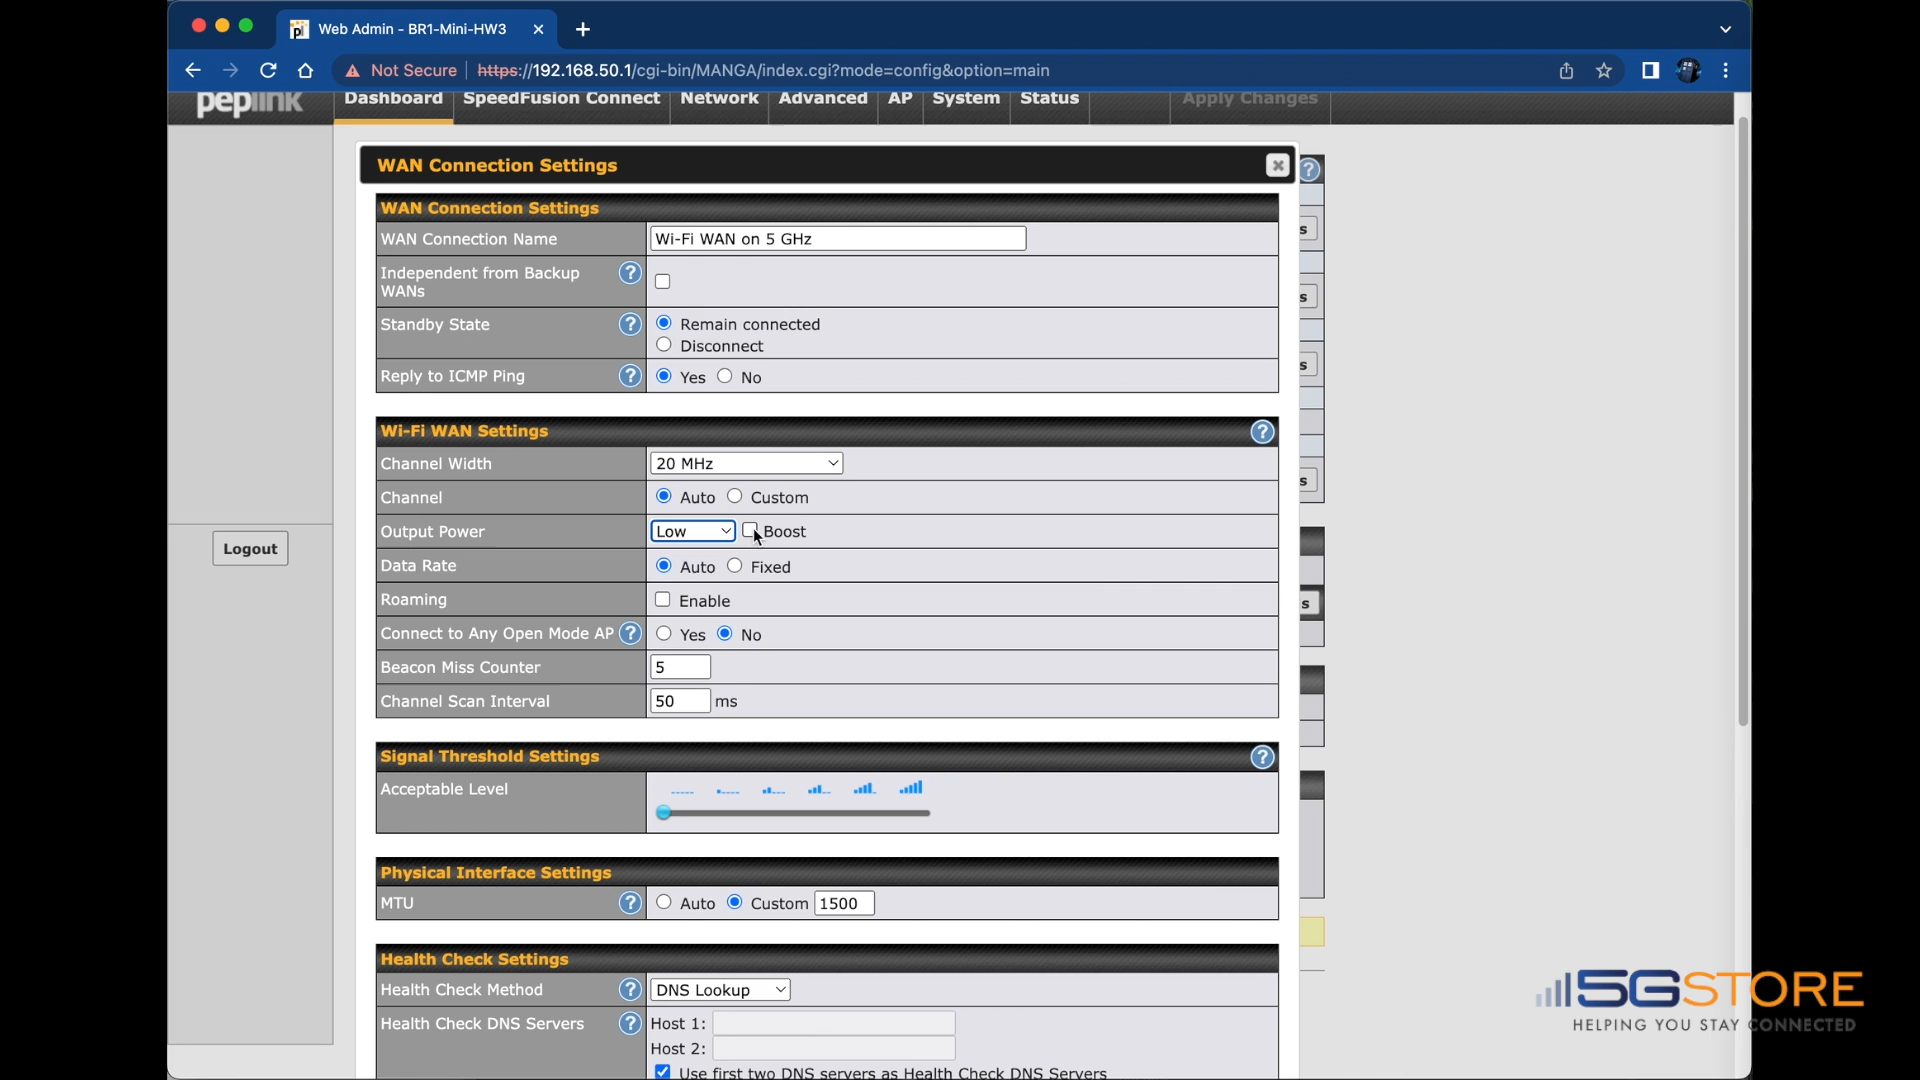 Web Admin - BR1-Mini-HW3
Not Secure https://192.168.50.1/cgi-bin/MANGA/index.cgi?mode=config&option=main
peplink Dashboard SpeedFusion Connect Network Advanced AP System Status Apply Changes
WAN Connection Settings
WAN Connection Settings
WAN Connection Name Wi-Fi WAN on 5 GHz
Independent from Backup
WANs
Standby State Remain connected
Disconnect
Reply to ICMP Ping Yes No
Wi-Fi WAN Settings
Channel Width 20 MHz
Channel Auto Custom
Output Power Low Boost
Logout
Data Rate Auto Fixed
Roaming Enable
Connect to Any Open Mode AP Yes No
Beacon Miss Counter 5
Channel Scan Interval 50 ms
Signal Threshold Settings
Acceptable Level
Physical Interface Settings
MTU Auto Custom 1500
Health Check Settings
Health Check Method DNS Lookup
Health Check DNS Servers Host 1:
Host 2:
Use first two DNS servers as Health Check DNS Servers
5GSTORE
HELPING YOU STAY CONNECTED